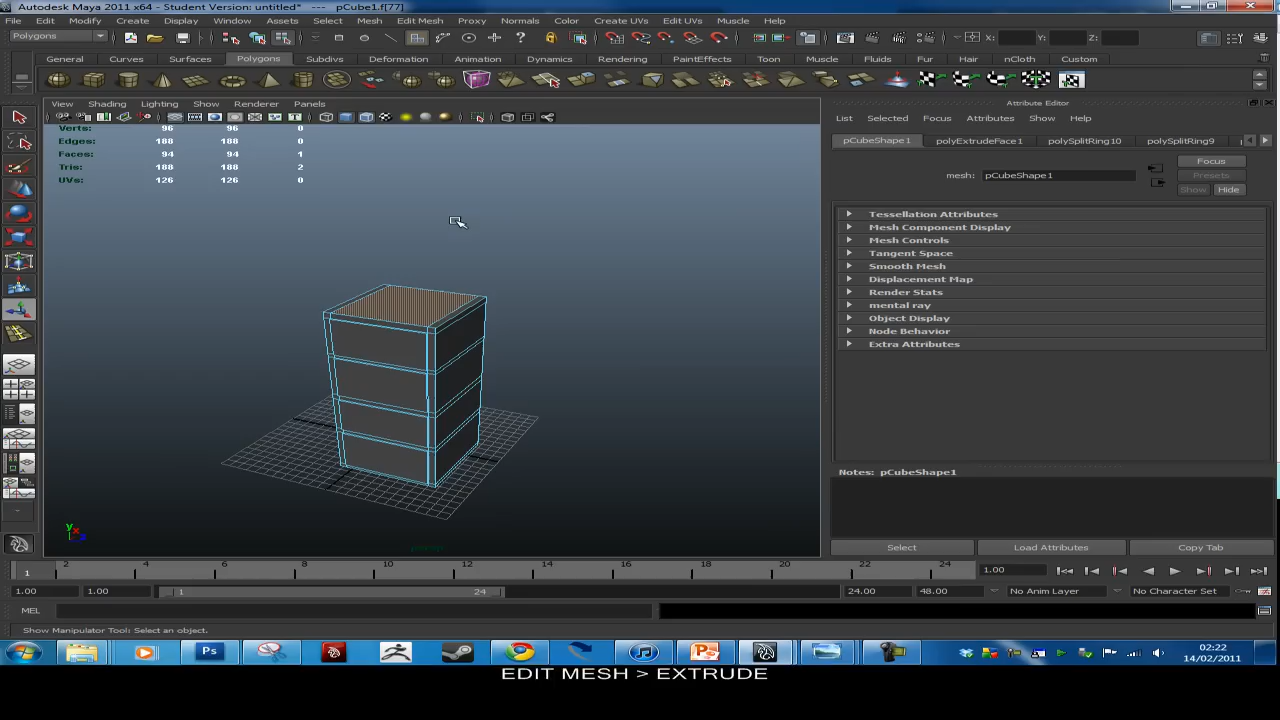 Autodesk Maya 2011 x64 - Student Version: untitled* --- pCube1.f[77]
File Edit Modify Create Display Window Assets Select Mesh Edit Mesh Proxy Normals Color Create UVs Edit UVs Muscle Help
Polygons X: Y: Z:
General Curves Surfaces Polygons Subdivs Deformation Animation Dynamics Rendering PaintEffects Toon Muscle Fluids Fur Hair nCloth Custom
View Shading Lighting Show Renderer Panels
Verts: 96 96 0
Edges: 188 188 0
Faces: 94 94 1
Tris: 188 188 2
UVs: 126 126 0
persp
Attribute Editor
List Selected Focus Attributes Show Help
pCubeShape1 polyExtrudeFace1 polySplitRing10 polySplitRing9
mesh: pCubeShape1
Focus
Presets
Show Hide
Tessellation Attributes
Mesh Component Display
Mesh Controls
Tangent Space
Smooth Mesh
Displacement Map
Render Stats
mental ray
Object Display
Node Behavior
Extra Attributes
Notes: pCubeShape1
Select Load Attributes Copy Tab
1 2 4 6 8 10 12 14 16 18 20 22 24 1.00
1.00 1.00 1 24 24.00 48.00 No Anim Layer No Character Set
MEL
Show Manipulator Tool: Select an object.
Ps
02:22
14/02/2011
EDIT MESH > EXTRUDE